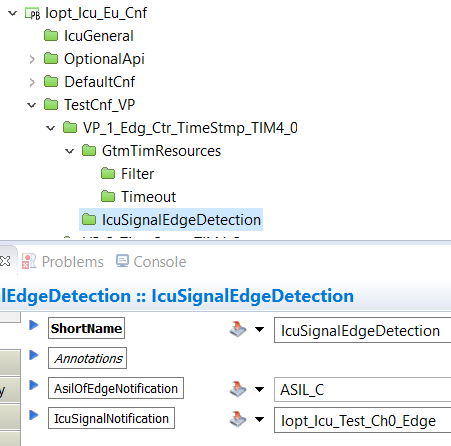 Iopt_Icu_Eu_Cnf
IcuGeneral
OptionalApi
DefaultCnf
TestCnf_VP
VP_1_Edg_Ctr_TimeStmp_TIM4_0
GtmTimResources
Filter
Timeout
IcuSignalEdgeDetection
Problems Console
lEdgeDetection :: IcuSignalEdgeDetection
ShortName IcuSignalEdgeDetection
Annotations
AsilOfEdgeNotification ASIL_C
IcuSignalNotification Iopt_Icu_Test_Ch0_Edge